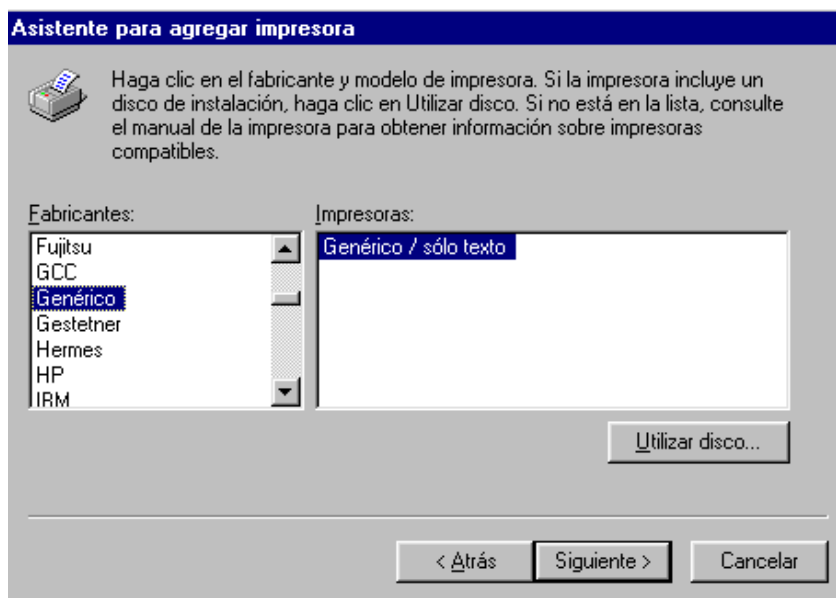 Asistente para agregar impresora
Haga clic en el fabricante y modelo de impresora. Si la impresora incluye un
disco de instalación, haga clic en Utilizar disco. Si no está en la lista, consulte
el manual de la impresora para obtener información sobre impresoras
compatibles.
Fabricantes:
Fujitsu
GCC
Genérico
Gestetner
Hermes
HP
IBM
Impresoras:
Genérico / sólo texto
Utilizar disco...
< Atrás
Siguiente >
Cancelar